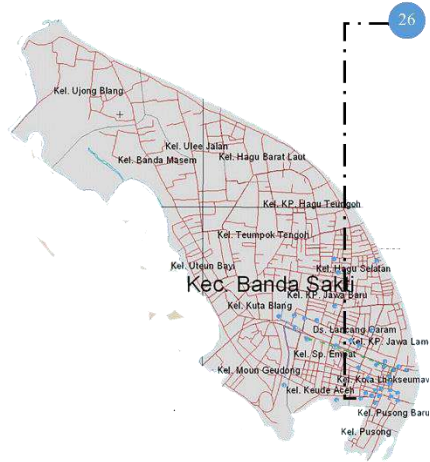 26
Kel. Ujong Blang
Kel. Ulee Jalan
Kel. Banda Masem
Kel. Hagu Barat Laut
Kel. KP. Hagu Teungoh
Kel. Teumpok Tengoh
Kel. Uteun Bayi
Kel. Hagu Selatan
Kec. Banda Sakti
Kel. KP. Jawa Baru
Kel. Kuta Blang
Ds. Lancang Garam
Kel. KP. Jawa Lam
Kel. Sp. Empat
Kel. Moun Geudong
Kel. Kota Lhokseumaw
kel. Keude Aceh
Kel. Pusong Baru
Kel. Pusong